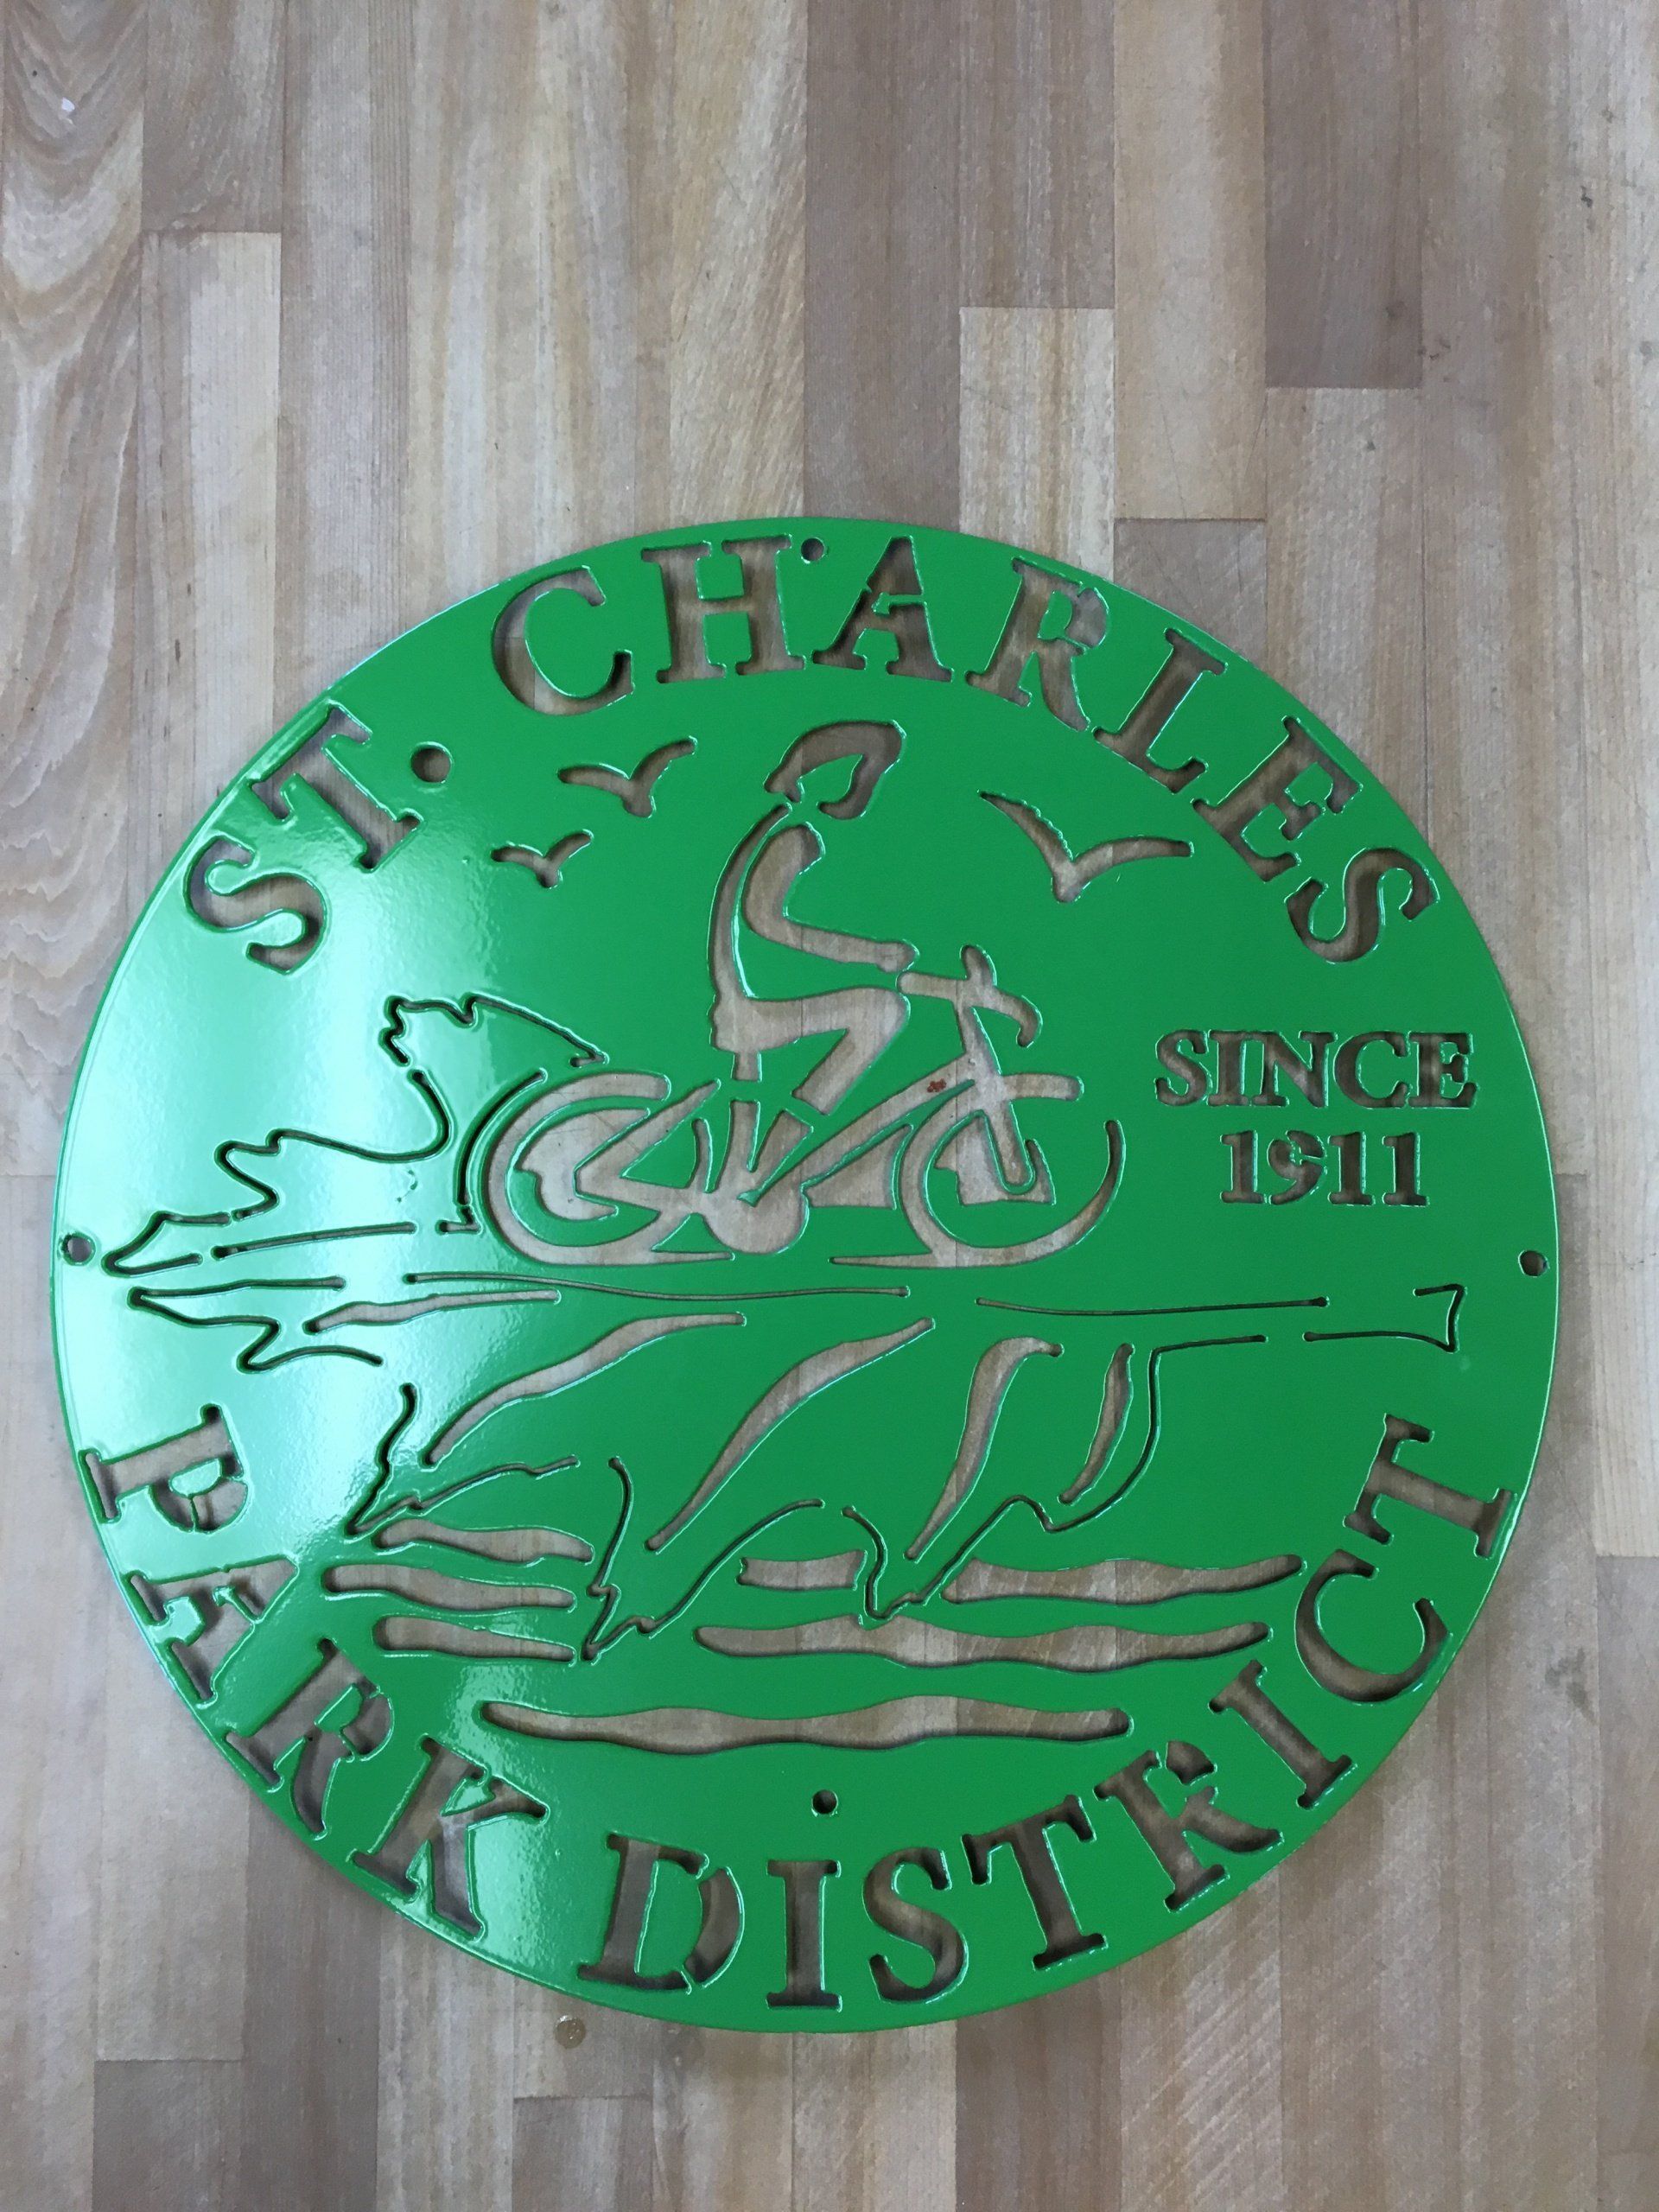 ST. CHARLES
SINCE
1911
PARK DISTRICT